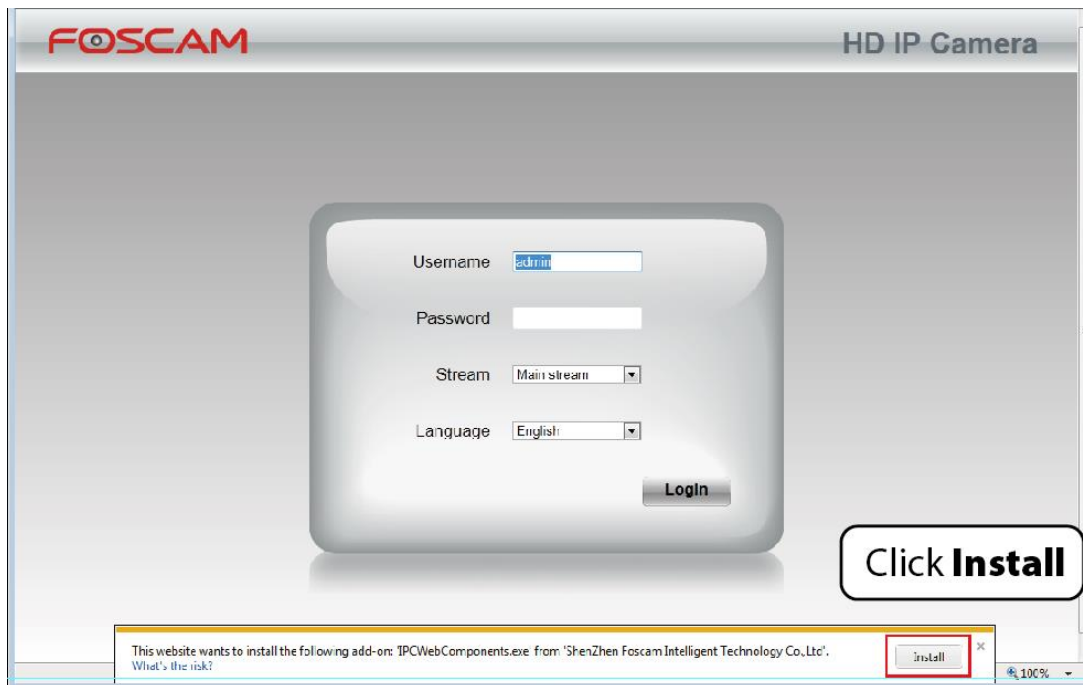 FOSCAM
HD IP Camera
Username admin
Password
Stream Main stream
Language English
Login
Click Install
This website wants to install the following add-on: 'IPCWebComponents.exe' from 'ShenZhen Foscam Intelligent Technology Co.,Ltd'.
What's the risk?
Install
100%